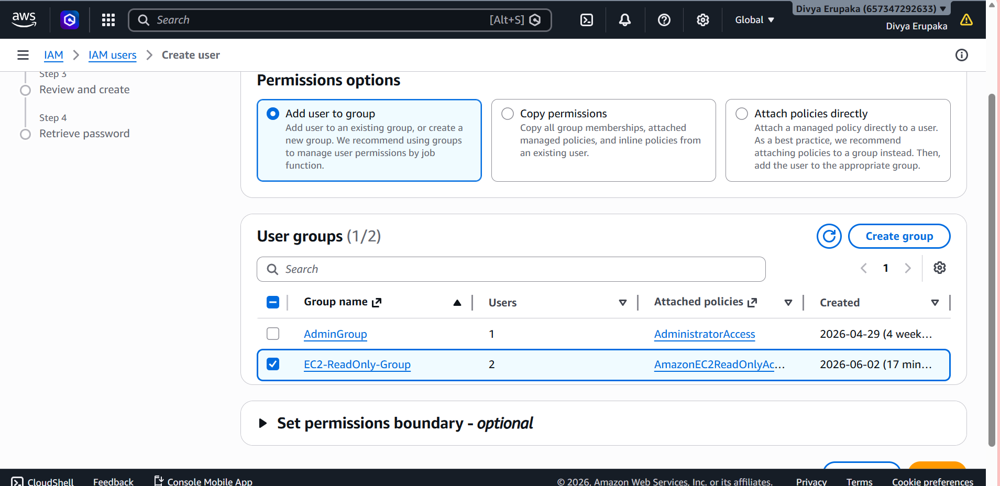 aws
Search
[Alt+S]
Global
Divya Erupaka (657347292633)
Divya Erupaka
IAM
IAM users
Create user
Step 3
Review and create
Step 4
Retrieve password
Permissions options
Add user to group
Add user to an existing group, or create a
new group. We recommend using groups
to manage user permissions by job
function.
Copy permissions
Copy all group memberships, attached
managed policies, and inline policies from
an existing user.
Attach policies directly
Attach a managed policy directly to a user.
As a best practice, we recommend
attaching policies to a group instead. Then,
add the user to the appropriate group.
User groups (1/2)
Create group
Search
1
Group name
Users
Attached policies
Created
AdminGroup
1
AdministratorAccess
2026-04-29 (4 week...
EC2-ReadOnly-Group
2
AmazonEC2ReadOnlyAc...
2026-06-02 (17 min...
Set permissions boundary - optional
CloudShell
Feedback
Console Mobile App
© 2026, Amazon Web Services, Inc. or its affiliates.
Privacy
Terms
Cookie preferences